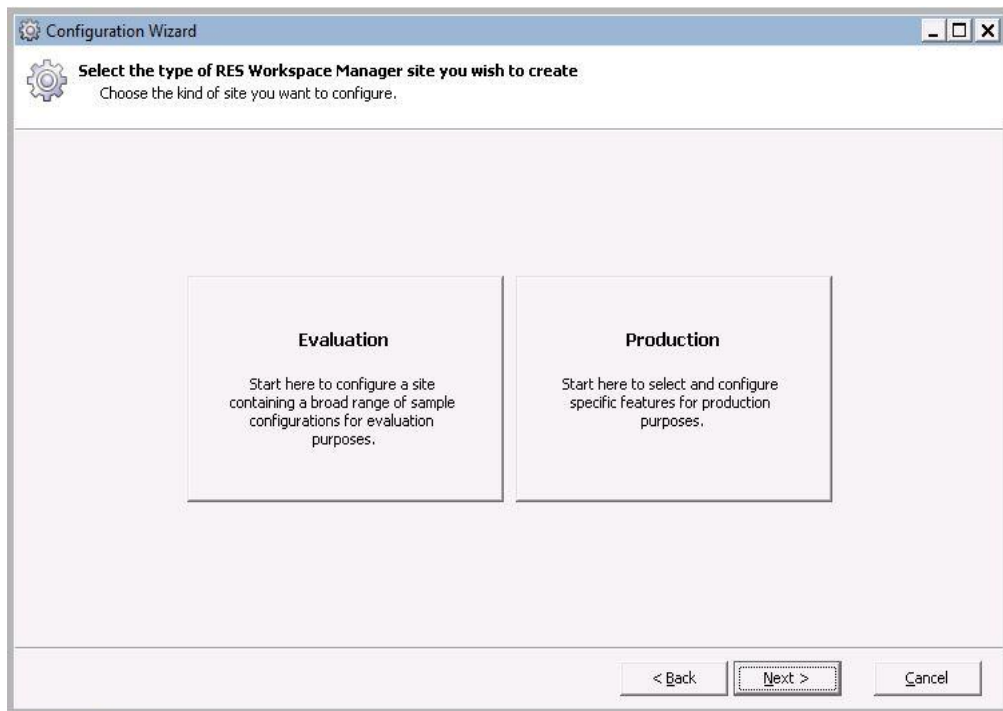 Configuration Wizard
Select the type of RES Workspace Manager site you wish to create
Choose the kind of site you want to configure.
Evaluation
Start here to configure a site
containing a broad range of sample
configurations for evaluation
purposes.
Production
Start here to select and configure
specific features for production
purposes.
< Back
Next >
Cancel